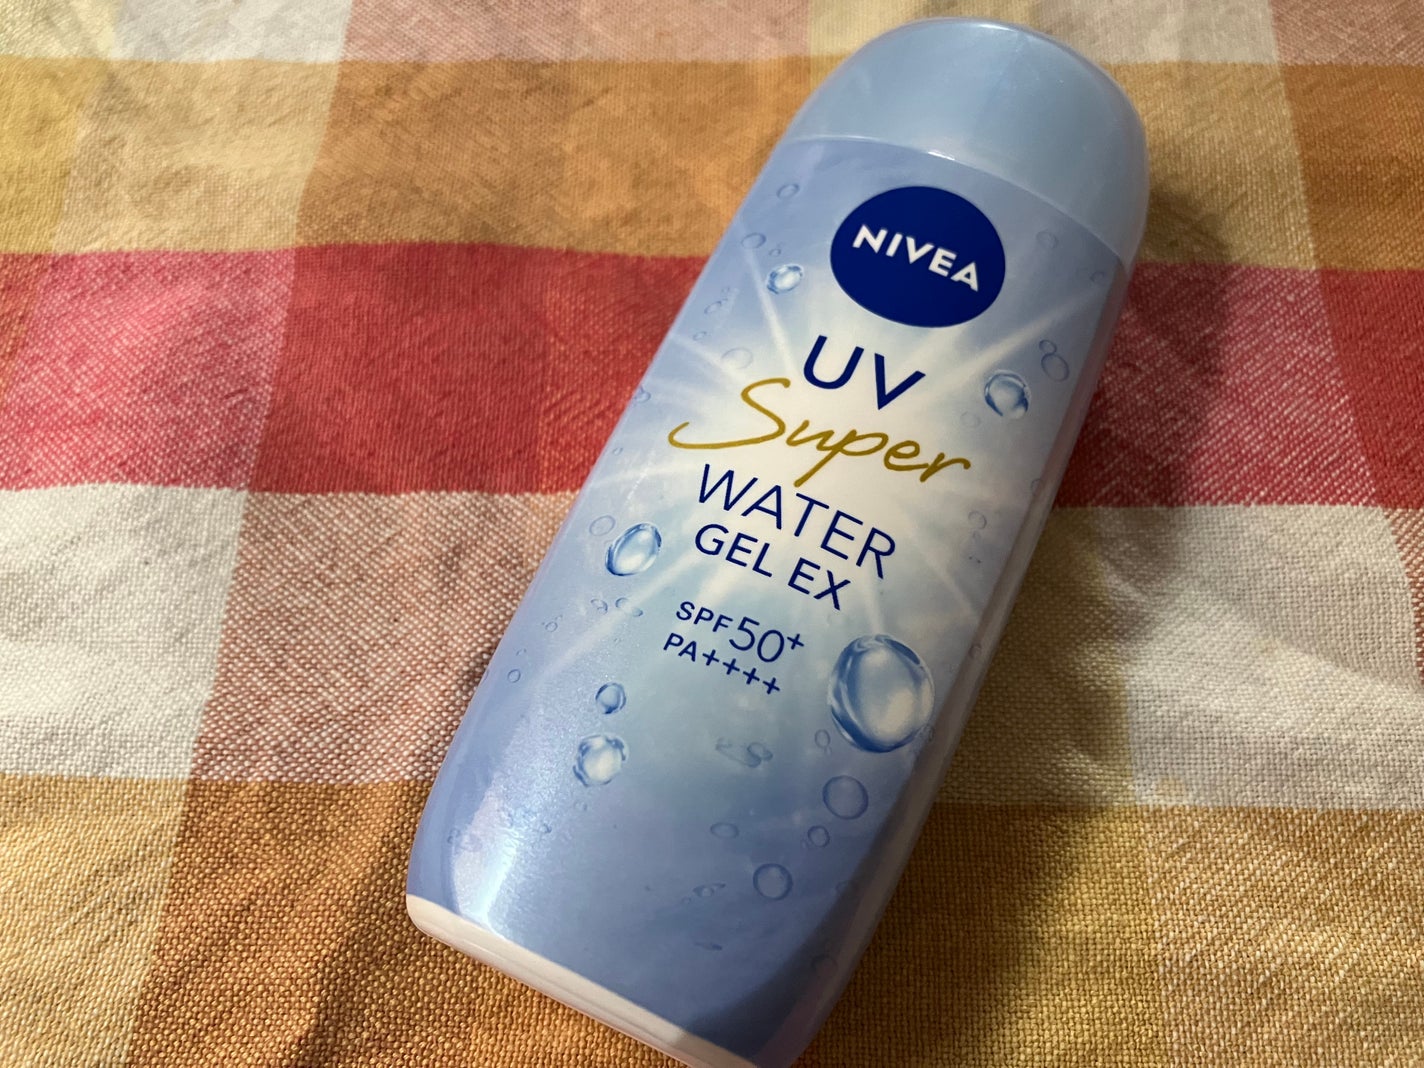 NIVEA
UV
Super
WATER
GEL EX
SPF50+
PA++++